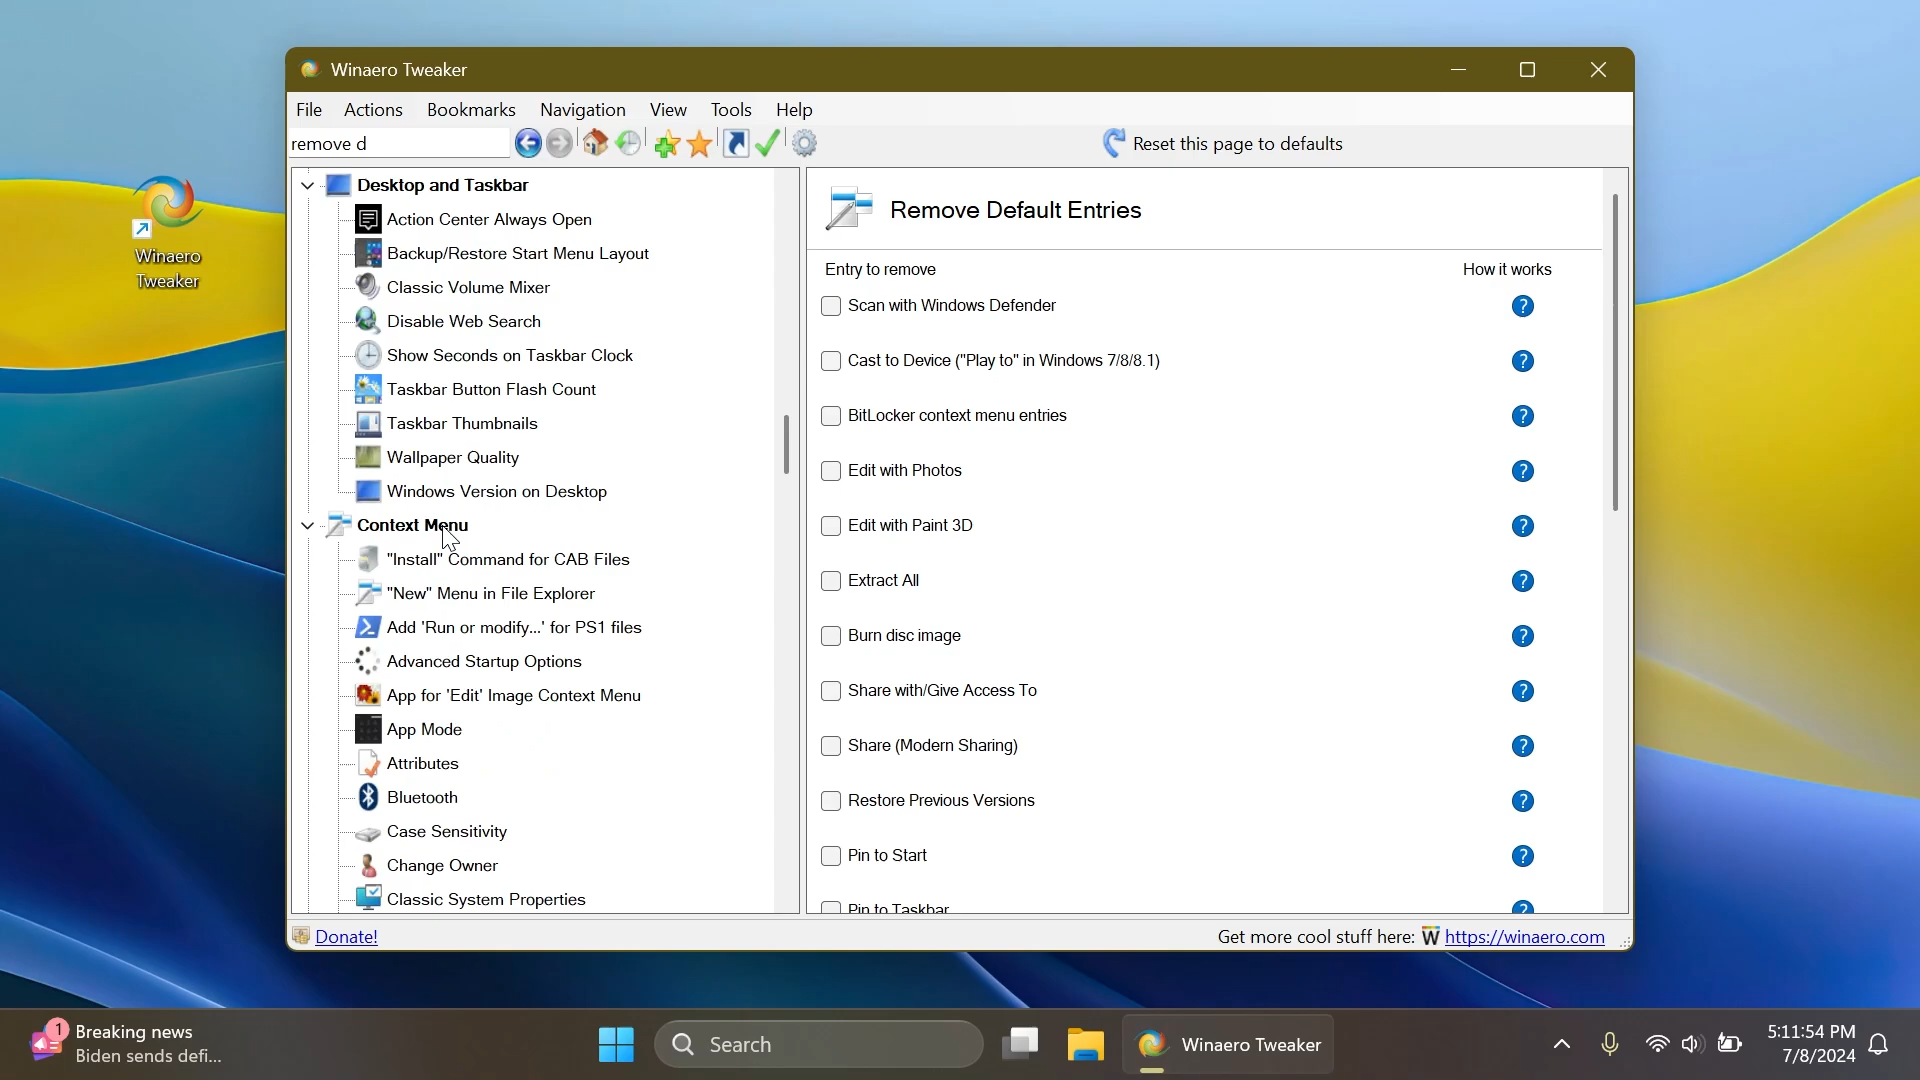 Winaero Tweaker
File Actions Bookmarks Navigation View Tools Help
remove d
Reset this page to defaults
Desktop and Taskbar
Action Center Always Open
Backup/Restore Start Menu Layout
Classic Volume Mixer
Disable Web Search
Show Seconds on Taskbar Clock
Taskbar Button Flash Count
Taskbar Thumbnails
Wallpaper Quality
Windows Version on Desktop
Context Menu
"Install" Command for CAB Files
"New" Menu in File Explorer
Add 'Run or modify...' for PS1 files
Advanced Startup Options
App for 'Edit' Image Context Menu
App Mode
Attributes
Bluetooth
Case Sensitivity
Change Owner
Classic System Properties
Remove Default Entries
Entry to remove How it works
Scan with Windows Defender ?
Cast to Device ("Play to" in Windows 7/8/8.1) ?
BitLocker context menu entries ?
Edit with Photos ?
Edit with Paint 3D ?
Extract All ?
Burn disc image ?
Share with/Give Access To ?
Share (Modern Sharing) ?
Restore Previous Versions ?
Pin to Start ?
Pin to Taskbar ?
Donate!
Get more cool stuff here: W https://winaero.com
Winaero
Tweaker
1
Breaking news
Biden sends defi...
Search
Winaero Tweaker
5:11:54 PM
7/8/2024